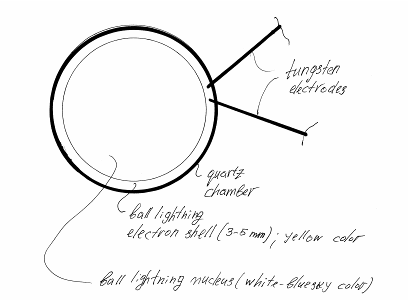 tungsten
electrodes
quartz
chamber
ball lightning
electron shell (3-5 mm); yellow color
ball lightning nucleus (white-bluesky color)